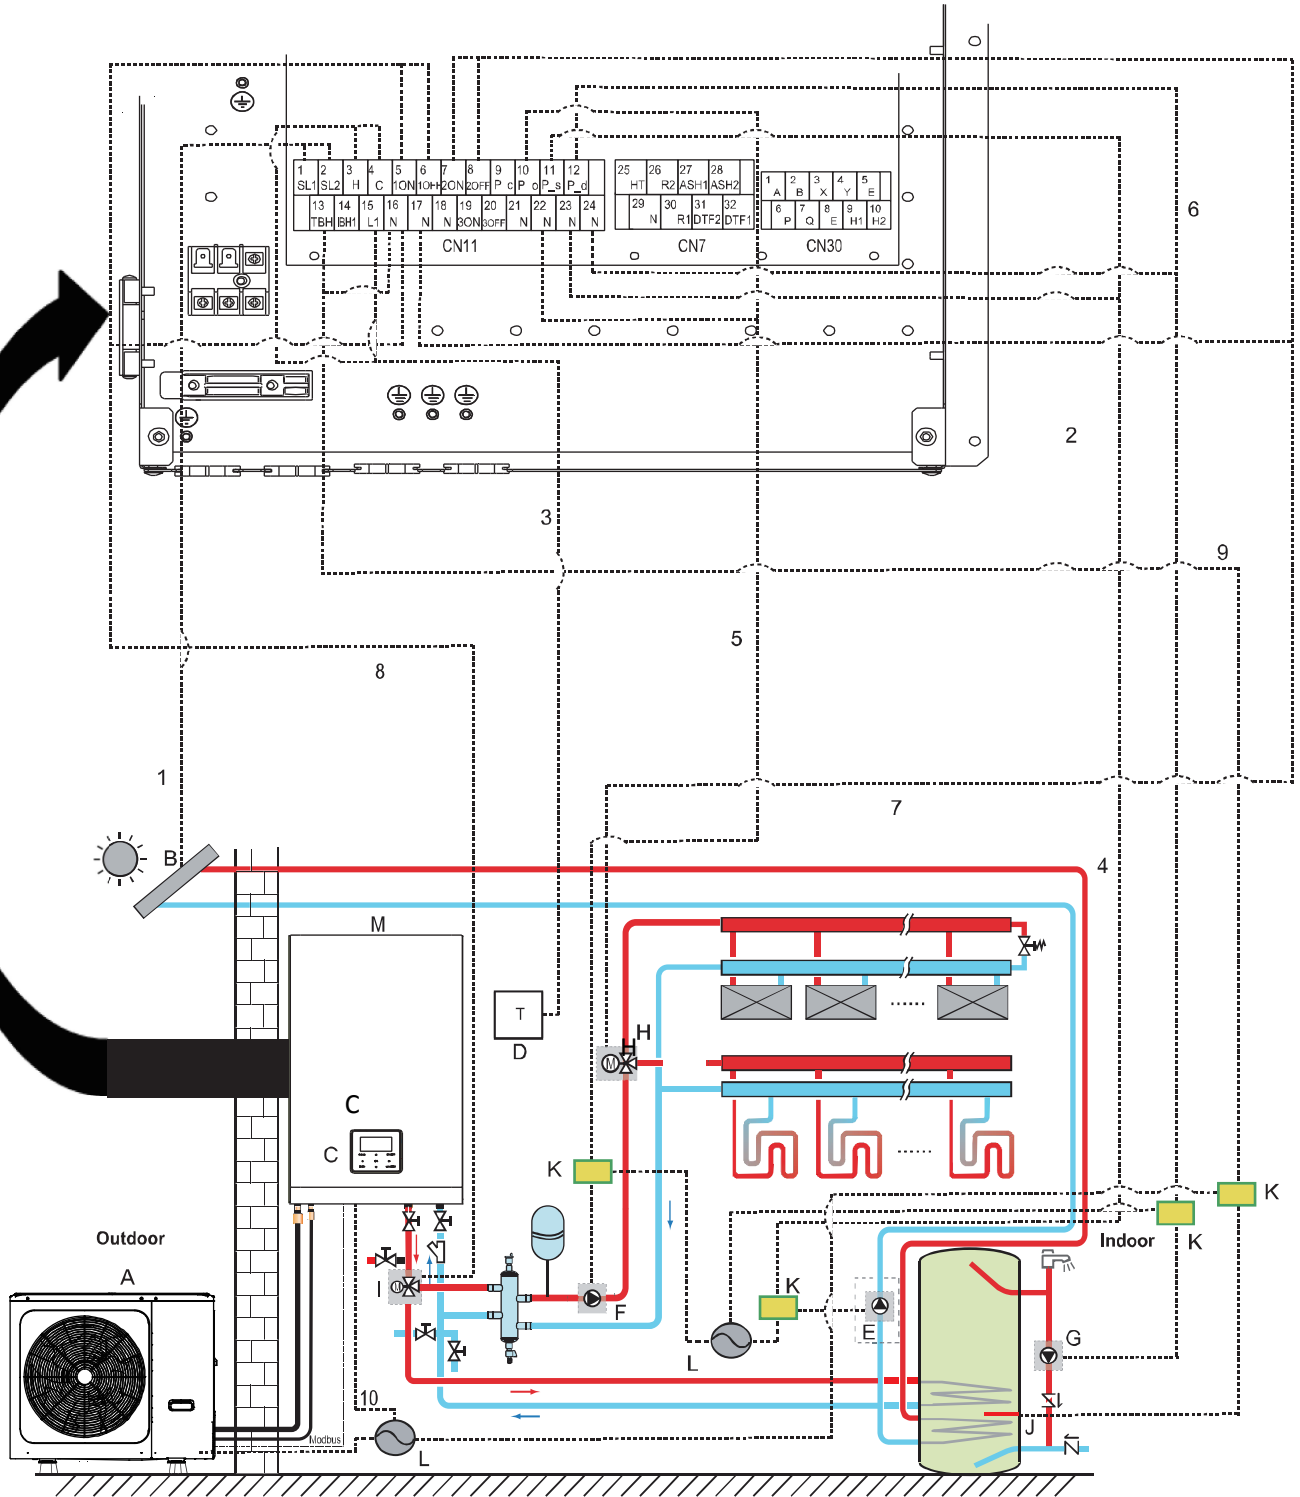 1 2 3 4 5 6 7 8 9 10 11 12
SL1 SL2 H C 1ON 1OFF 2ON 2OFF P_c P_o P_s P_d
13 14 15 16 17 18 19 20 21 22 23 24
TBH IBH1 L1 N N N 3ON 3OFF N N N N
CN11
25 26 27 28
HT R2 ASH1 ASH2
29 30 31 32
N R1 DTF2 DTF1
CN7
1 2 3 4 5
A B X Y E
6 7 8 9 10
P Q E H1 H2
CN30
6
2
3
9
5
8
1
7
B
4
M
T
D
H
H
M
C
C
K
K
K
Outdoor
Indoor
A
I
M
K
F
E
G
L
10
J
Modbus
L